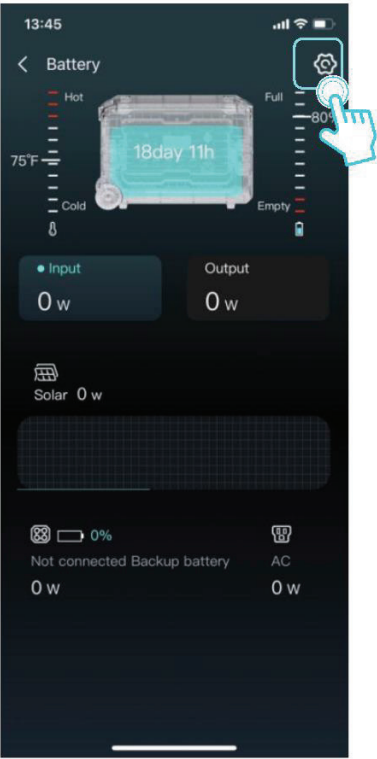 13:45
Battery
Hot
Full
80%
18day 11h
75°F
Cold
Empty
Input
Output
0 w
0 w
Solar 0 w
0%
Not connected Backup battery
AC
0 w
0 w